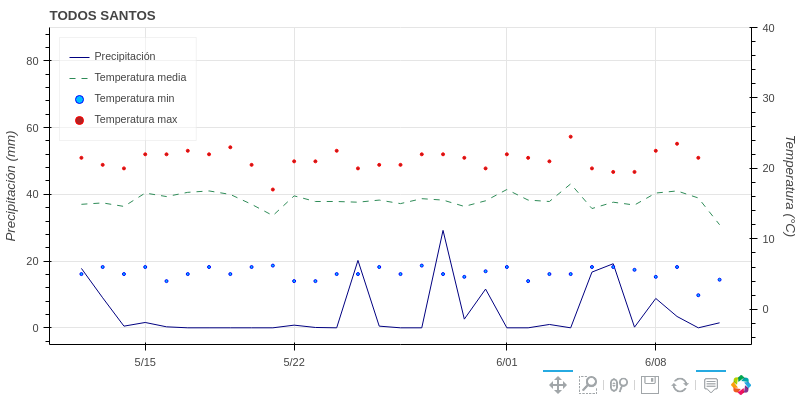 TODOS SANTOS
Precipitación
Temperatura media
Temperatura min
Temperatura max
Precipitación (mm)
80
60
40
20
0
Temperatura (°C)
40
30
20
10
0
5/15
5/22
6/01
6/08